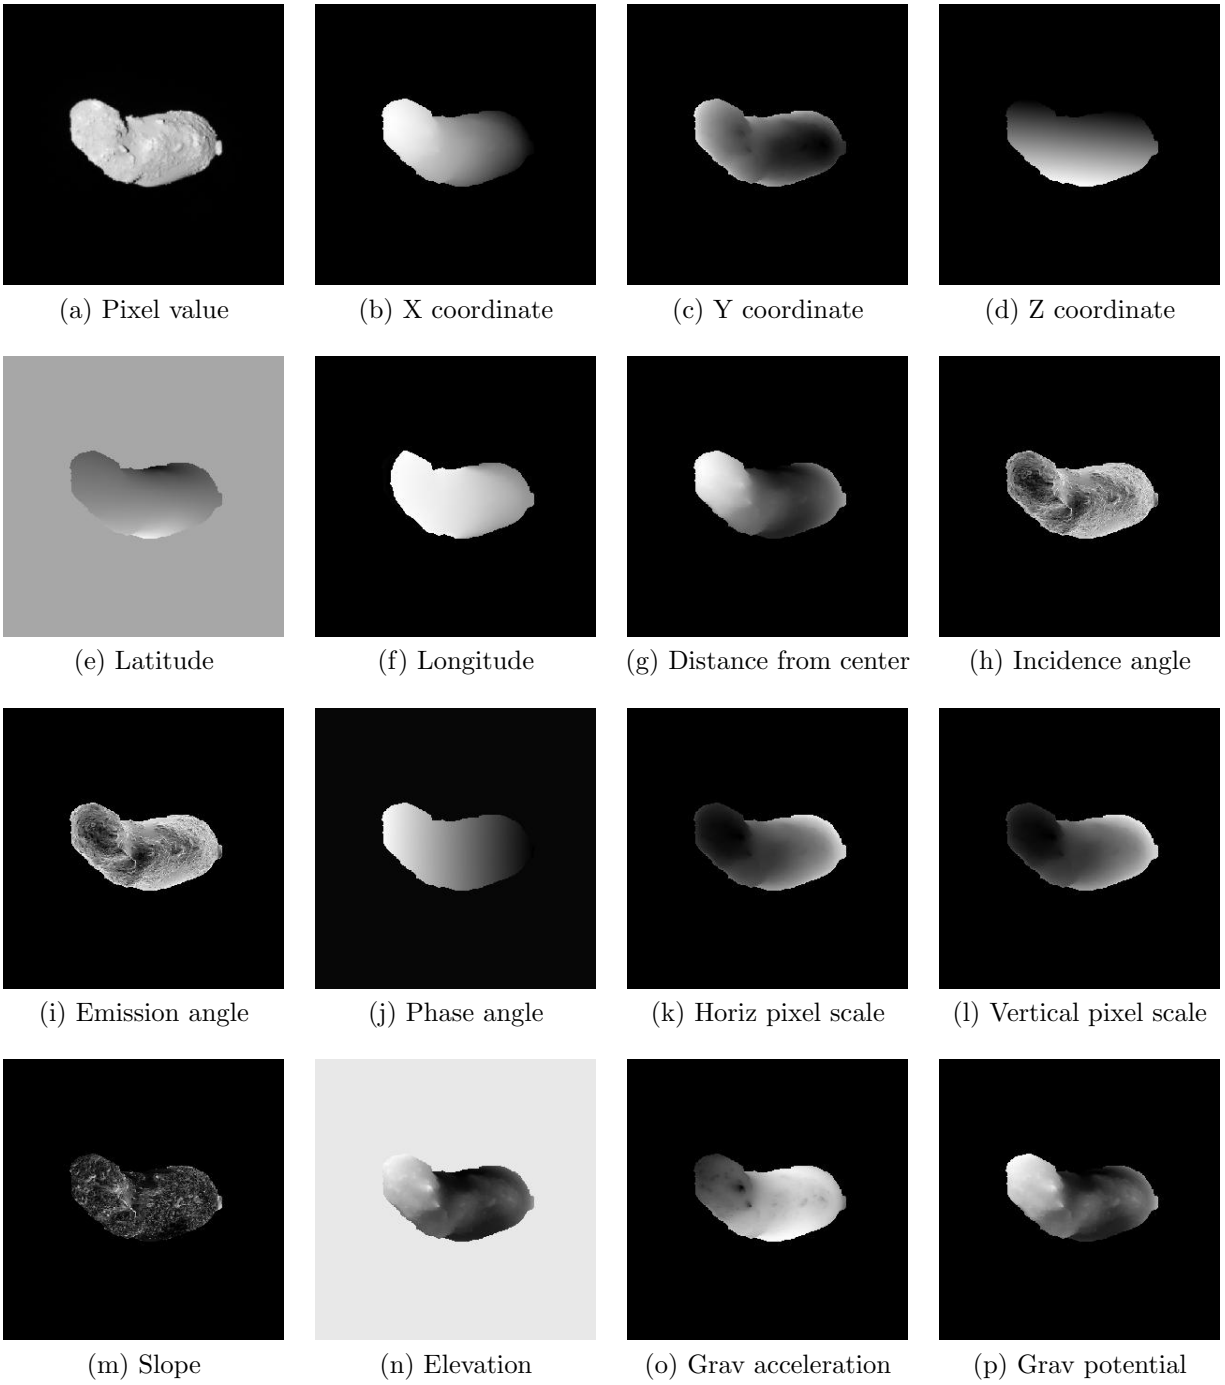 (a) Pixel value
(b) X coordinate
(c) Y coordinate
(d) Z coordinate
(e) Latitude
(f) Longitude
(g) Distance from center
(h) Incidence angle
(i) Emission angle
(j) Phase angle
(k) Horiz pixel scale
(l) Vertical pixel scale
(m) Slope
(n) Elevation
(o) Grav acceleration
(p) Grav potential